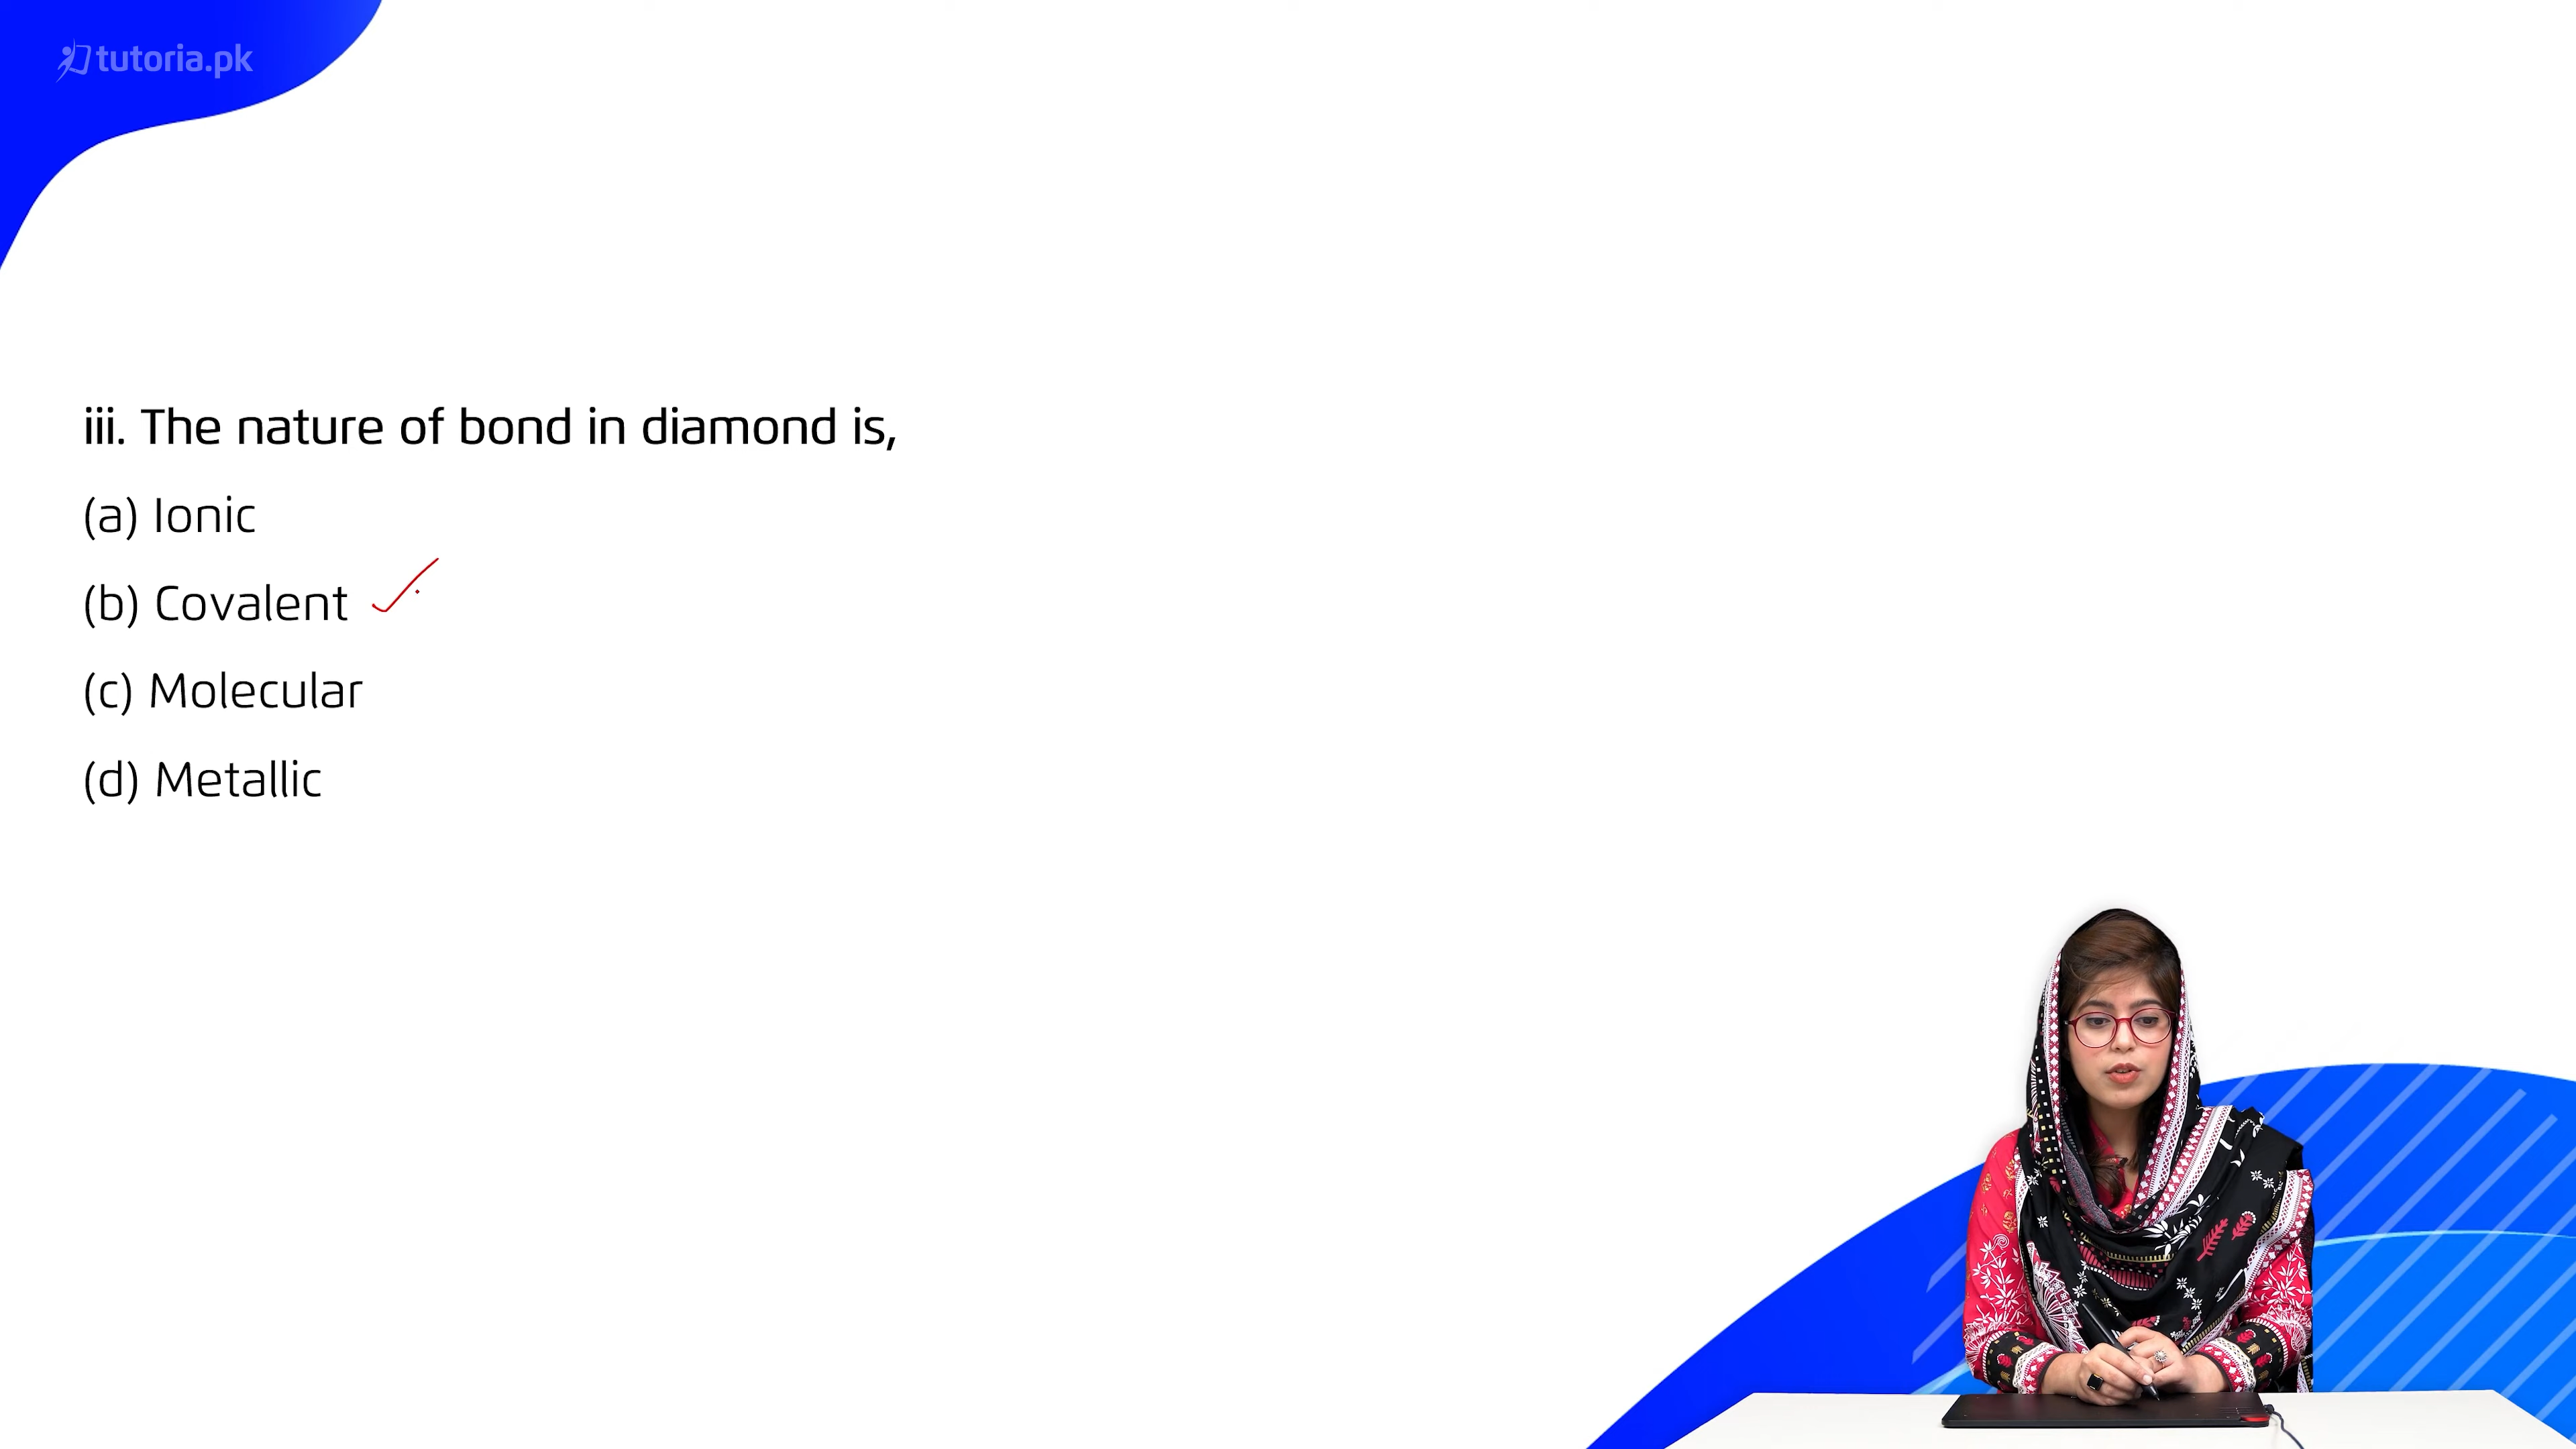 tutoria.pk
iii. The nature of bond in diamond is,
(a) Ionic
(b) Covalent
(c) Molecular
(d) Metallic